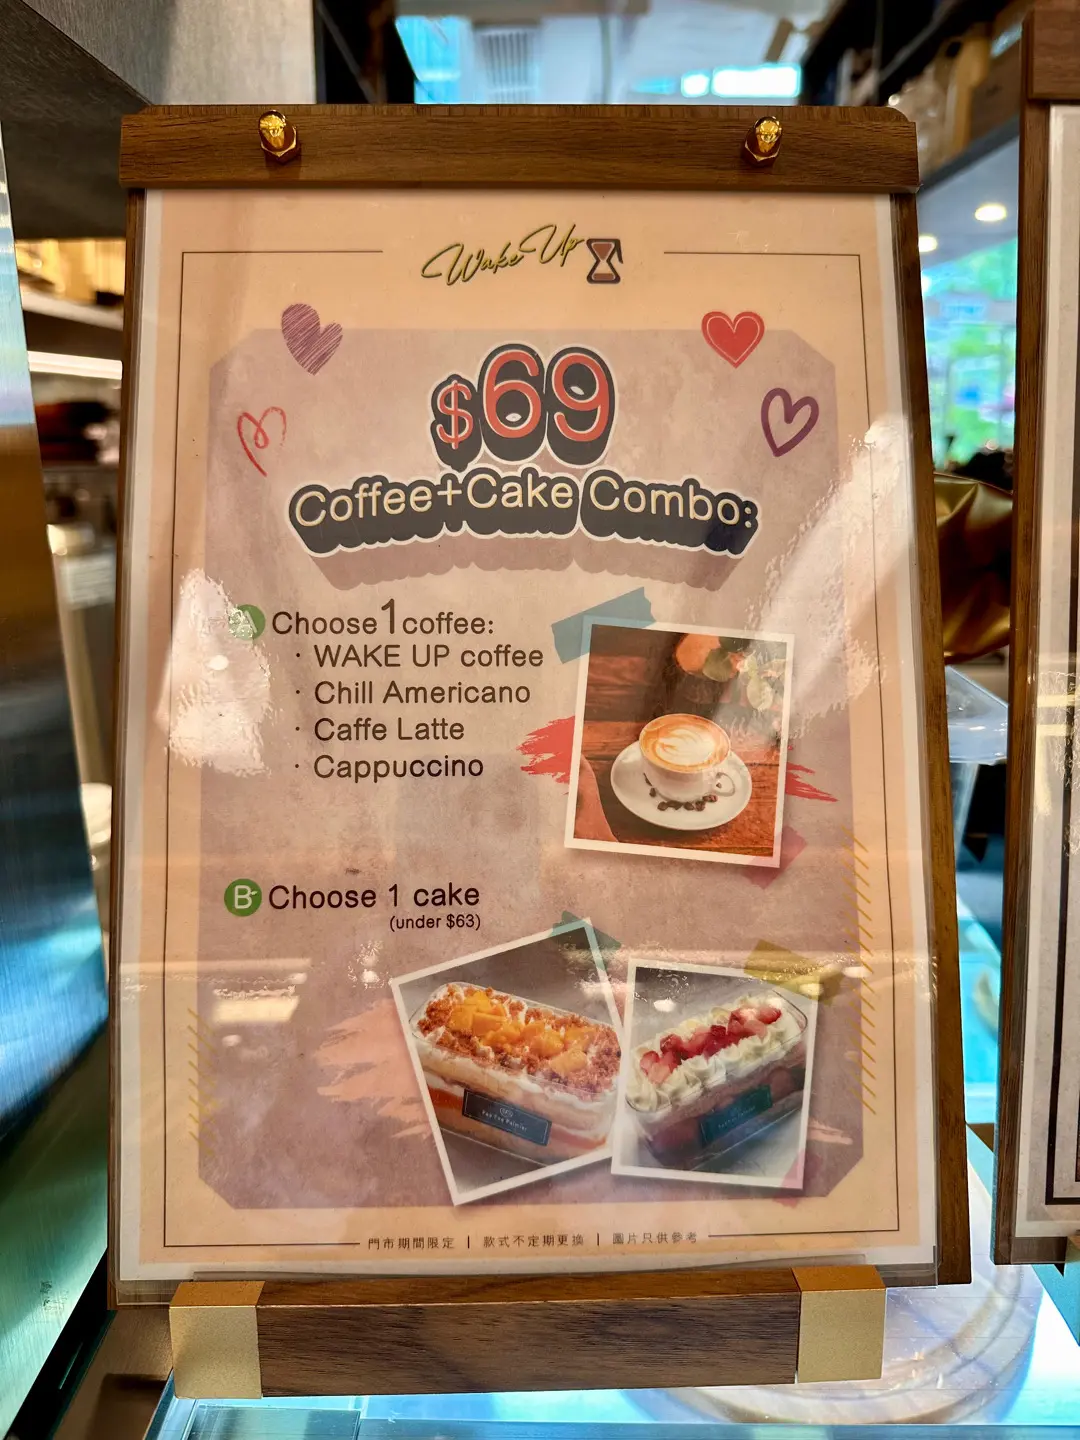 Wake Up
$69
Coffee+Cake Combo:
A Choose 1 coffee:
· WAKE UP coffee
· Chill Americano
· Caffe Latte
· Cappuccino
B Choose 1 cake
(under $63)
門市期間限定 | 款式不定期更換 | 圖片只供參考